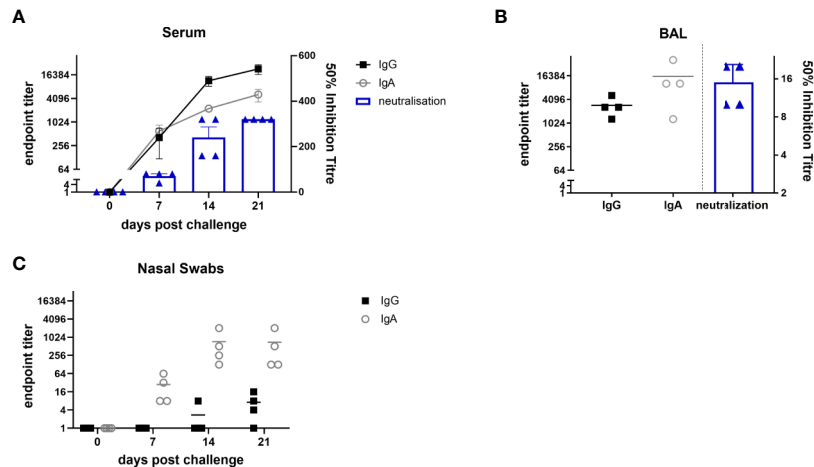 A
Serum
endpoint titer
16384
4096
1024
256
64
4
1
600
400
200
0
50% Inhibition Titre
0 7 14 21
days post challenge
IgG
IgA
neutralisation
B
BAL
endpoint titer
16384
4096
1024
256
64
4
1
16
8
4
2
50% Inhibition Titre
IgG IgA neutralization
C
Nasal Swabs
endpoint titer
16384
4096
1024
256
64
16
4
1
0 7 14 21
days post challenge
IgG
IgA